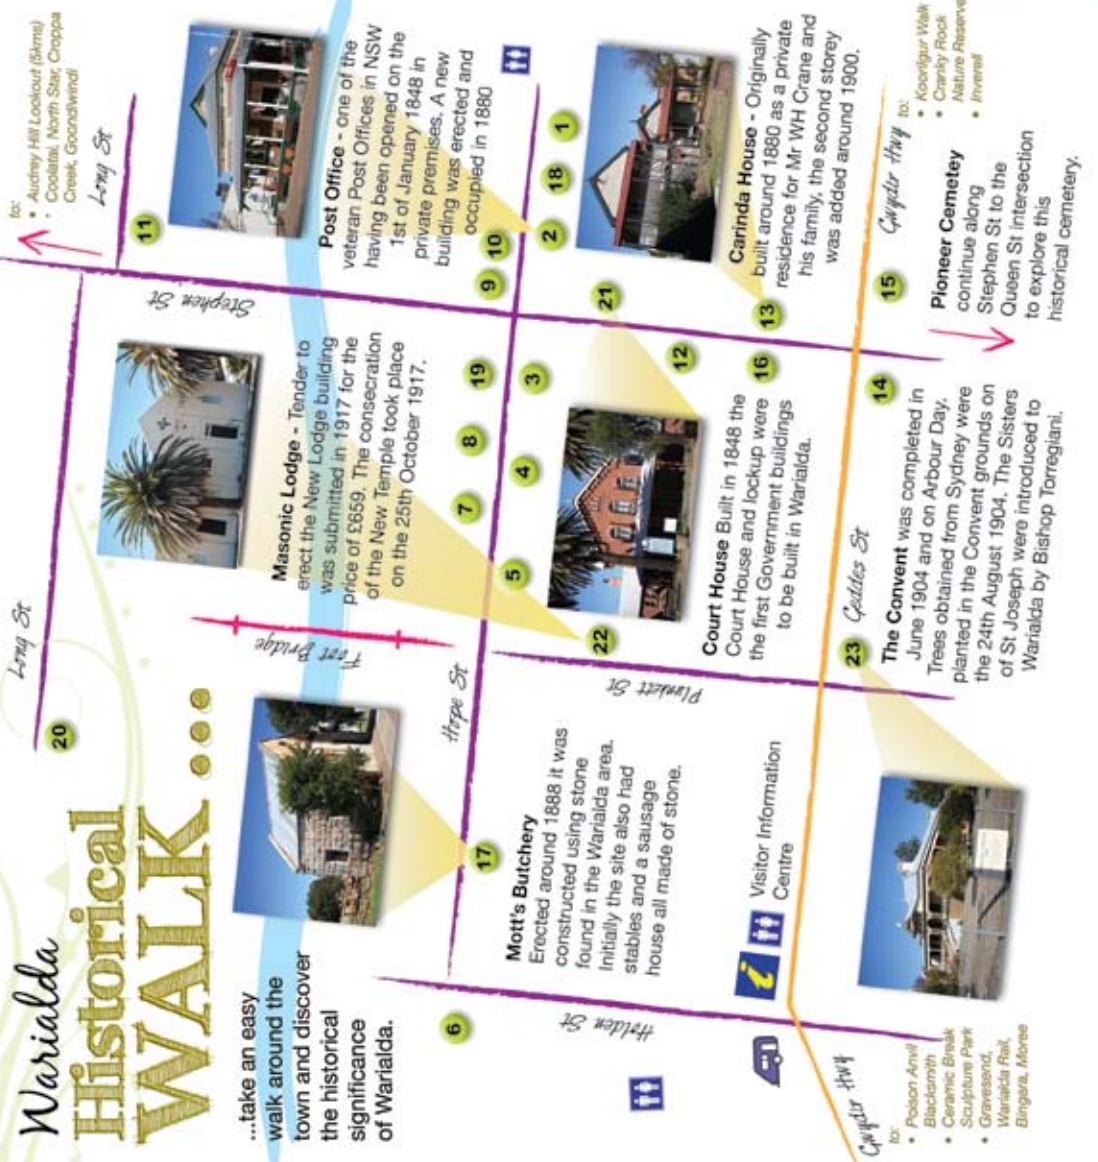 Warialda
Historical
WALK ...
...take an easy
walk around the
town and discover
the historical
significance
of Warialda.
to:
• Audrey Hill Lookout (5kms)
• Coolatai, North Star, Croppa
Creek, Goondiwindi
Long St
Long St
Stephen St
Foot Bridge
Hope St
Plunkett St
Holden St
Geddes St
Gwydir Hwy
Gwydir Hwy
20
11
Post Office - one of the
veteran Post Offices in NSW
having been opened on the
1st of January 1848 in
private premises. A new
building was erected and
occupied in 1880
Masonic Lodge - Tender to
erect the New Lodge building
was submitted in 1917 for the
price of £659. The consecration
of the New Temple took place
on the 25th October 1917.
6
17
5
7
8
19
9
10
22
4
3
2
18
1
21
12
13
16
14
15
23
Mott's Butchery
Erected around 1888 it was
constructed using stone
found in the Warialda area.
Initially the site also had
stables and a sausage
house all made of stone.
Court House Built in 1848 the
Court House and lockup were
the first Government buildings
to be built in Warialda.
Carinda House - Originally
built around 1880 as a private
residence for Mr WH Crane and
his family, the second storey
was added around 1900.
i
Visitor Information
Centre
The Convent was completed in
June 1904 and on Arbour Day.
Trees obtained from Sydney were
planted in the Convent grounds on
the 24th August 1904. The Sisters
of St Joseph were introduced to
Warialda by Bishop Torregiani.
Pioneer Cemetey
continue along
Stephen St to the
Queen St intersection
to explore this
historical cemetery.
to:
• Poison Anvil
Blacksmith
• Ceramic Break
Sculpture Park
• Gravesend,
Warialda Rail,
Bingara, Moree
to:
• Koorilgur Walk
• Cranky Rock
Nature Reserve
• Inverell